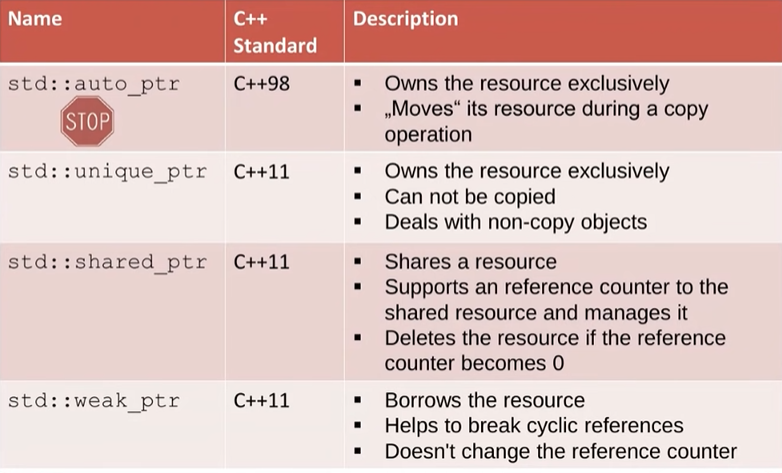 Name
C++
Standard
Description
std::auto_ptr
STOP
C++98
▪ Owns the resource exclusively
▪ „Moves“ its resource during a copy
operation
std::unique_ptr
C++11
▪ Owns the resource exclusively
▪ Can not be copied
▪ Deals with non-copy objects
std::shared_ptr
C++11
▪ Shares a resource
▪ Supports an reference counter to the
shared resource and manages it
▪ Deletes the resource if the reference
counter becomes 0
std::weak_ptr
C++11
▪ Borrows the resource
▪ Helps to break cyclic references
▪ Doesn't change the reference counter